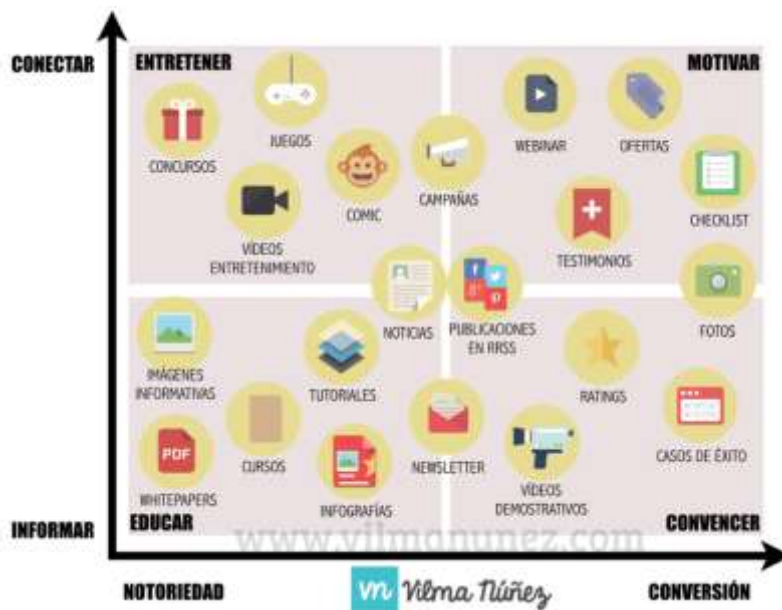 CONECTAR
ENTRETENER
MOTIVAR
JUEGOS
WEBINAR
OFERTAS
CONCURSOS
COMIC
CAMPAÑAS
CHECKLIST
VÍDEOS
ENTRETENIMIENTO
TESTIMONIOS
NOTICIAS
PUBLICACIONES
EN RRSS
FOTOS
IMÁGENES
INFORMATIVAS
TUTORIALES
RATINGS
PDF
CURSOS
NEWSLETTER
CASOS DE ÉXITO
WHITEPAPERS
INFOGRAFÍAS
VÍDEOS
DEMOSTRATIVOS
INFORMAR
EDUCAR
CONVENCER
www.vilmanunez.com
NOTORIEDAD
vn Vilma Núñez
CONVERSIÓN